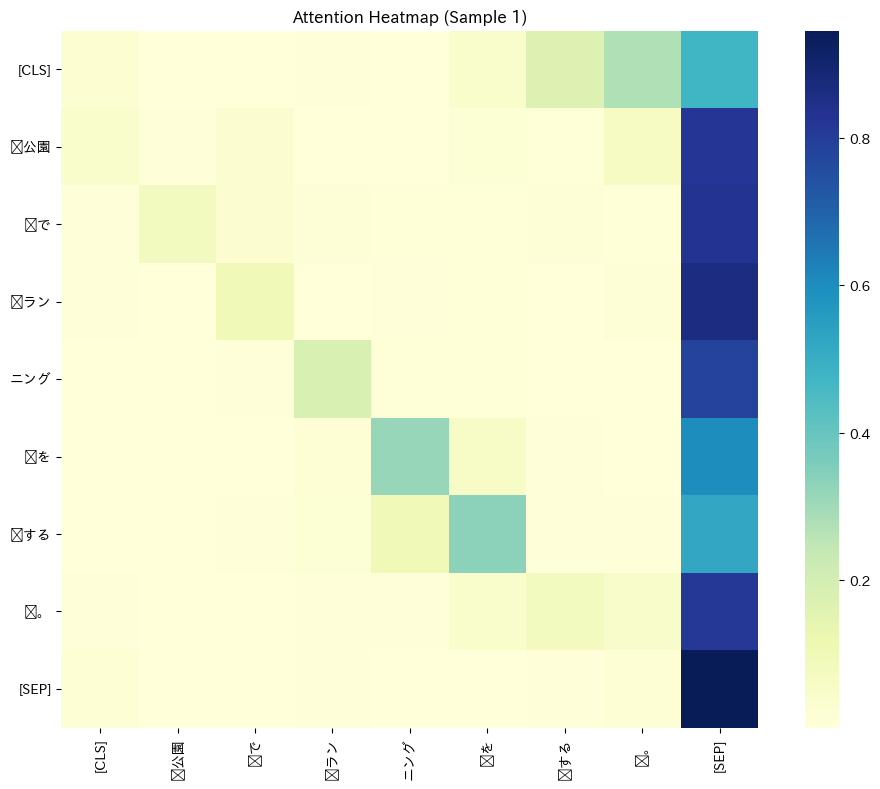 Attention Heatmap (Sample 1)
[CLS]
公園
で
ラン
ニング
を
する
。
[SEP]
[CLS]
公園
で
ラン
ニング
を
する
。
[SEP]
0.8
0.6
0.4
0.2